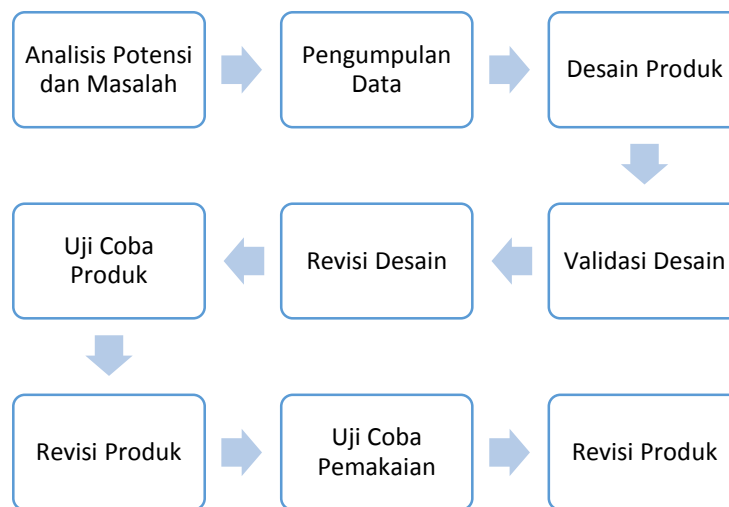 Analisis Potensi
dan Masalah
Pengumpulan
Data
Desain Produk
Validasi Desain
Revisi Desain
Uji Coba
Produk
Revisi Produk
Uji Coba
Pemakaian
Revisi Produk